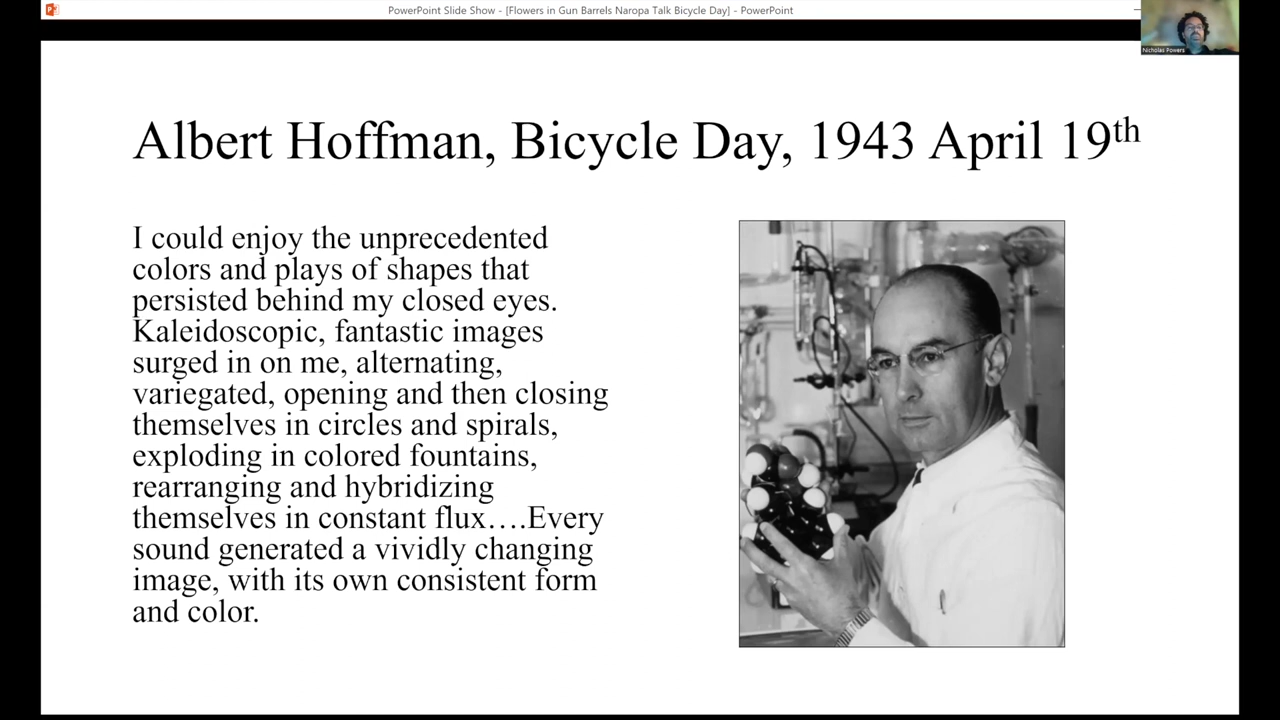 PowerPoint Slide Show - [Flowers in Gun Barrels Naropa Talk Bicycle Day] - PowerPoint
Nicholas Powers
Albert Hoffman, Bicycle Day, 1943 April 19th
I could enjoy the unprecedented
colors and plays of shapes that
persisted behind my closed eyes.
Kaleidoscopic, fantastic images
surged in on me, alternating,
variegated, opening and then closing
themselves in circles and spirals,
exploding in colored fountains,
rearranging and hybridizing
themselves in constant flux….Every
sound generated a vividly changing
image, with its own consistent form
and color.